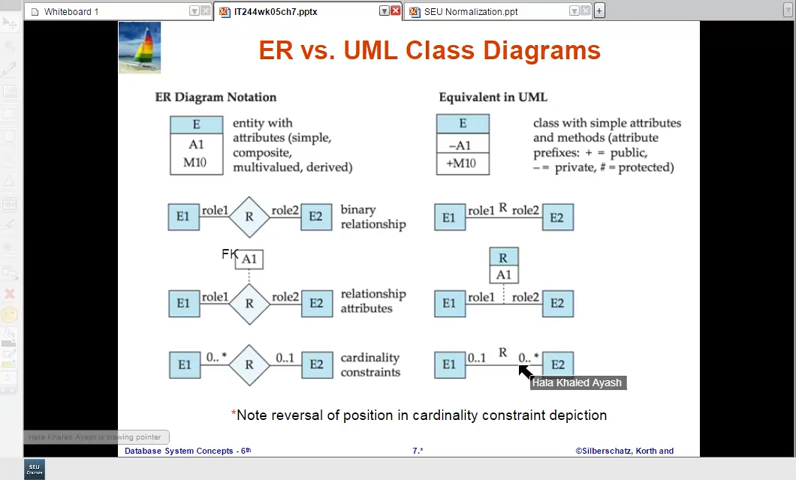 Whiteboard 1
IT244wk05ch7.pptx
SEU Normalization.ppt
ER vs. UML Class Diagrams
ER Diagram Notation
Equivalent in UML
E
A1
M10
entity with
attributes (simple,
composite,
multivalued, derived)
E
–A1
+M10
class with simple attributes
and methods (attribute
prefixes: + = public,
– = private, # = protected)
E1 role1 R role2 E2
binary
relationship
E1 role1 R role2 E2
FK A1
E1 role1 R role2 E2
relationship
attributes
R
A1
E1 role1 role2 E2
E1 0.. * R 0..1 E2
cardinality
constraints
E1 0..1 R 0.. * E2
Hala Khaled Ayash
*Note reversal of position in cardinality constraint depiction
Hala Khaled Ayash is drawing pointer
Database System Concepts - 6th
7.*
©Silberschatz, Korth and
SEU